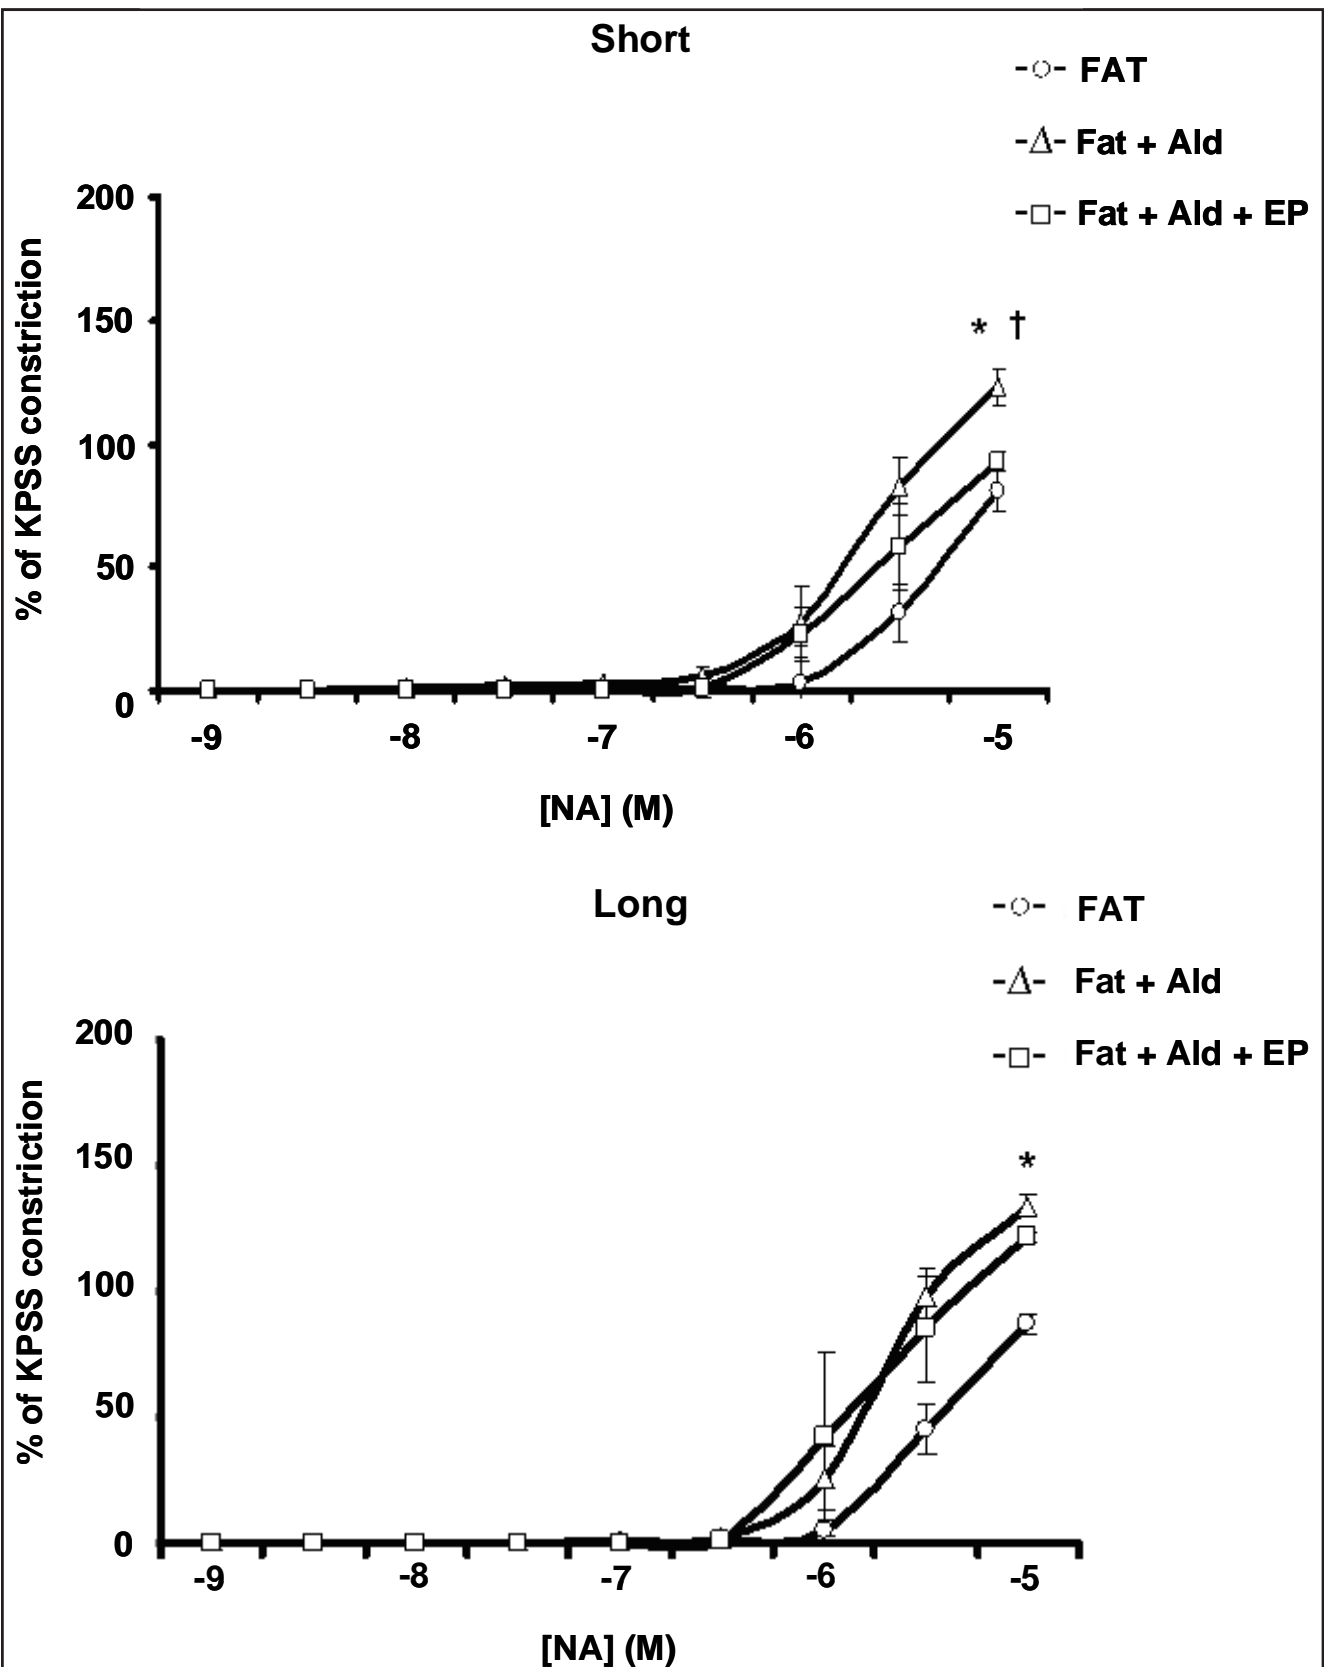 Short
FAT
Fat + Ald
Fat + Ald + EP
% of KPSS constriction
200
150
100
50
0
* †
-9 -8 -7 -6 -5
[NA] (M)
Long
FAT
Fat + Ald
Fat + Ald + EP
% of KPSS constriction
200
150
100
50
0
*
-9 -8 -7 -6 -5
[NA] (M)